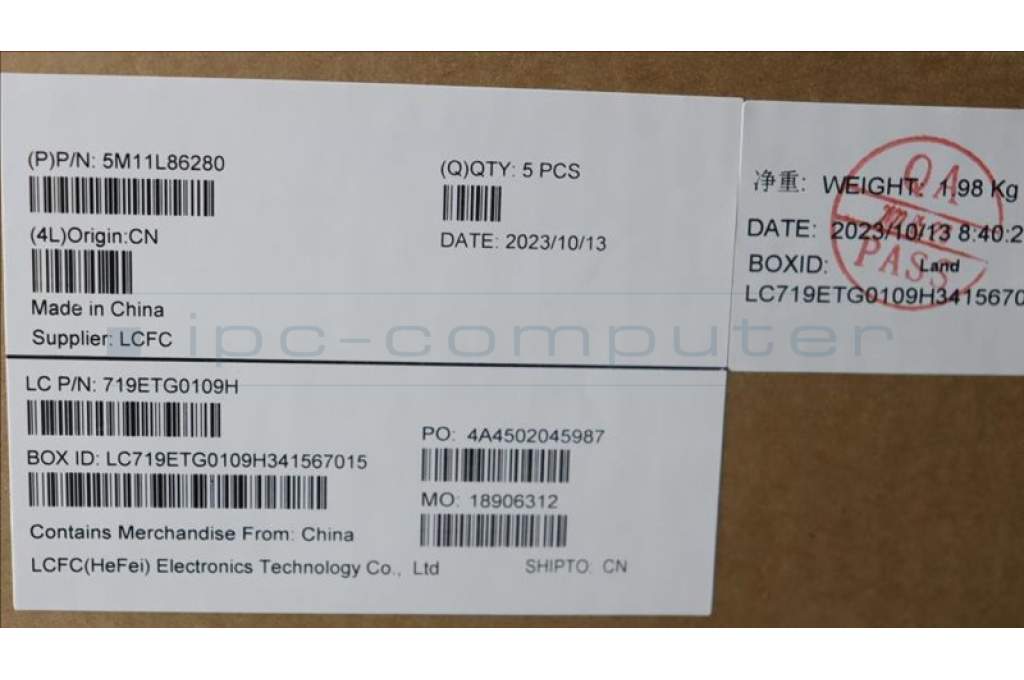 (P)P/N: 5M11L86280
(Q)QTY: 5 PCS
(4L)Origin:CN
DATE: 2023/10/13
Made in China
Supplier: LCFC
净重: WEIGHT: 1.98 Kg
DATE: 2023/10/13 8:40:2
BOXID: Land
LC719ETG0109H3415670
QA
PASS
ipc-computer
LC P/N: 719ETG0109H
PO: 4A4502045987
BOX ID: LC719ETG0109H341567015
MO: 18906312
Contains Merchandise From: China
LCFC(HeFei) Electronics Technology Co., Ltd
SHIPTO: CN